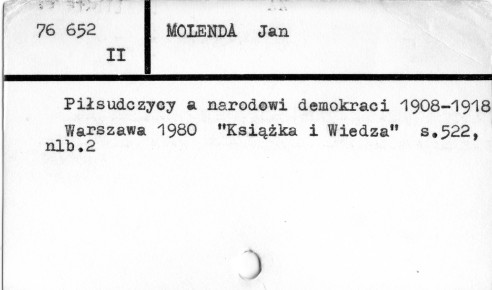 76 652
II
MOLENDA Jan
Piłsudczycy a narodowi demokraci 1908-1918
Warszawa 1980 "Książka i Wiedza" s.522,
nlb.2